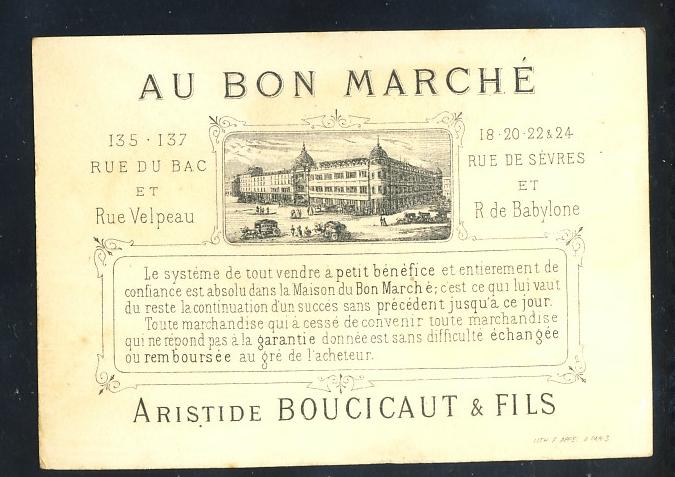 AU BON MARCHÉ
135 · 137
RUE DU BAC
ET
Rue Velpeau
18 · 20 · 22 & 24
RUE DE SÈVRES
ET
R de Babylone
Le système de tout vendre à petit bénéfice et entièrement de
confiance est absolu dans la Maison du Bon Marché; c'est ce qui lui vaut
du reste la continuation d'un succès sans précédent jusqu'à ce jour.
Toute marchandise qui à cessé de convenir toute marchandise
qui ne répond pas à la garantie donnée est sans difficulté échangée
ou remboursée au gré de l'acheteur.
ARISTIDE BOUCICAUT & FILS
LITH. F. APPEL A PARIS